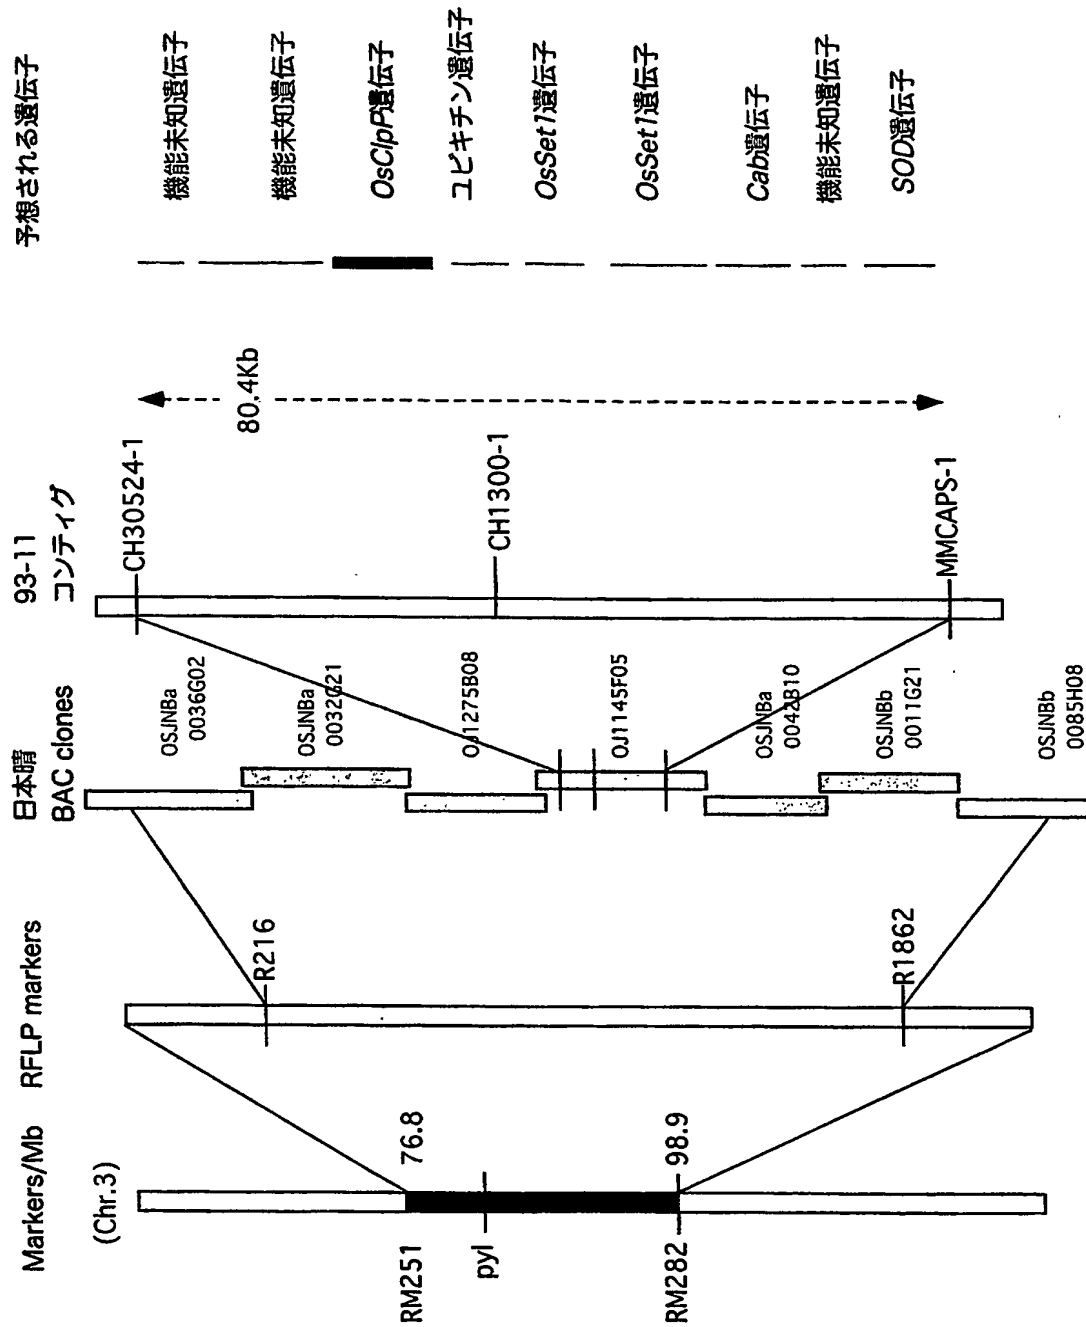 Markers/Mb
(Chr.3)
RM251
76.8
pyl
RM282
98.9
RFLP markers
R216
R1862
日本晴
BAC clones
OSJNBa
0036G02
OSJNBa
0032G21
OJ1275B08
OJ1145F05
OSJNBa
0042B10
OSJNBb
0011G21
OSJNBb
0085H08
93-11
コンティグ
CH30524-1
CH1300-1
MMCAPS-1
80.4Kb
予想される遺伝子
機能未知遺伝子
機能未知遺伝子
OsClpP遺伝子
ユビキチン遺伝子
OsSet1遺伝子
OsSet1遺伝子
Cab遺伝子
機能未知遺伝子
SOD遺伝子